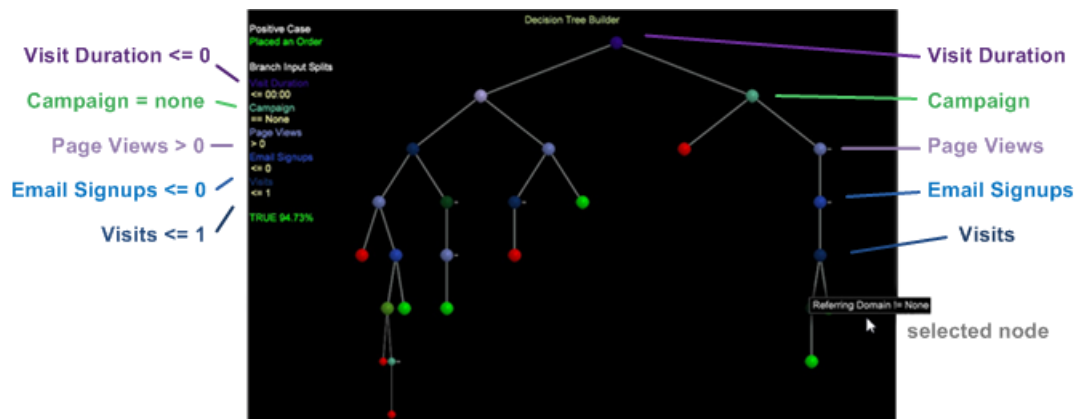 Decision Tree Builder
Positive Case
Placed an Order
Branch Input Splits
Visit Duration
<= 00:00
Campaign
== None
Page Views
> 0
Email Signups
<= 0
Visits
<= 1
TRUE 94.73%
Visit Duration <= 0
Campaign = none
Page Views > 0
Email Signups <= 0
Visits <= 1
Visit Duration
Campaign
Page Views
Email Signups
Visits
Referring Domain != None
selected node